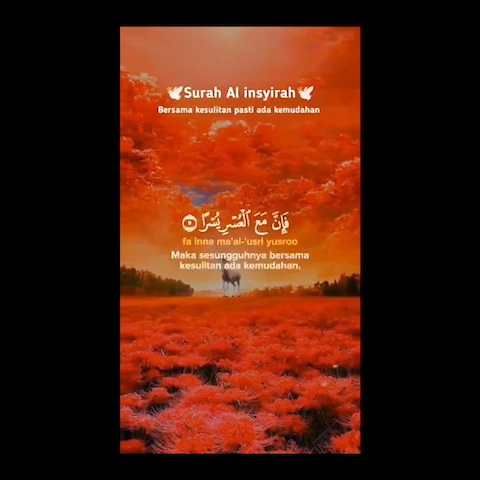 🕊Surah Al insyirah🕊
Bersama kesulitan pasti ada kemudahan
فَإِنَّ مَعَ الْعُسْرِ يُسْرًا ۝٥
fa inna ma'al-'usri yusroo
Maka sesungguhnya bersama
kesulitan ada kemudahan,